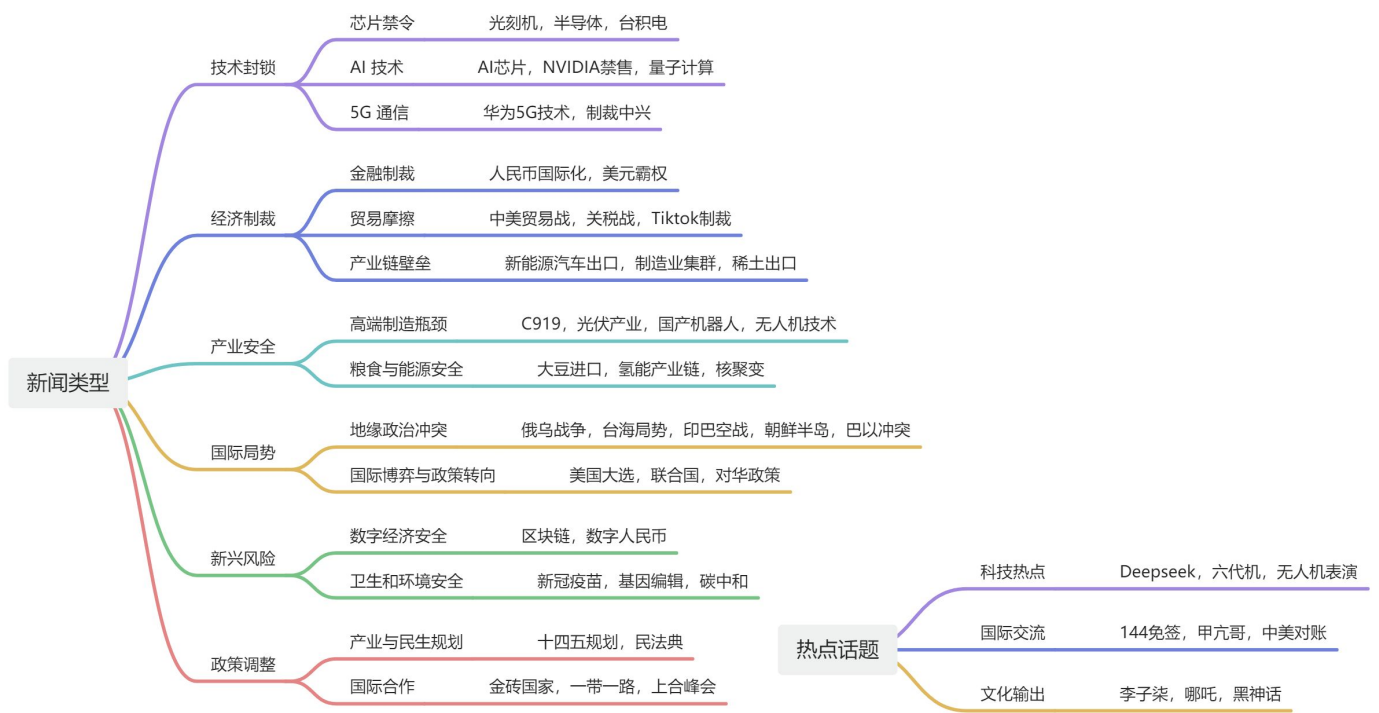 新闻类型
技术封锁
芯片禁令 光刻机，半导体，台积电
AI 技术 AI芯片，NVIDIA禁售，量子计算
5G 通信 华为5G技术，制裁中兴
经济制裁
金融制裁 人民币国际化，美元霸权
贸易摩擦 中美贸易战，关税战，Tiktok制裁
产业链壁垒 新能源汽车出口，制造业集群，稀土出口
产业安全
高端制造瓶颈 C919，光伏产业，国产机器人，无人机技术
粮食与能源安全 大豆进口，氢能产业链，核聚变
国际局势
地缘政治冲突 俄乌战争，台海局势，印巴空战，朝鲜半岛，巴以冲突
国际博弈与政策转向 美国大选，联合国，对华政策
新兴风险
数字经济安全 区块链，数字人民币
卫生和环境安全 新冠疫苗，基因编辑，碳中和
政策调整
产业与民生规划 十四五规划，民法典
国际合作 金砖国家，一带一路，上合峰会
热点话题
科技热点 Deepseek，六代机，无人机表演
国际交流 144免签，甲亢哥，中美对账
文化输出 李子柒，哪吒，黑神话